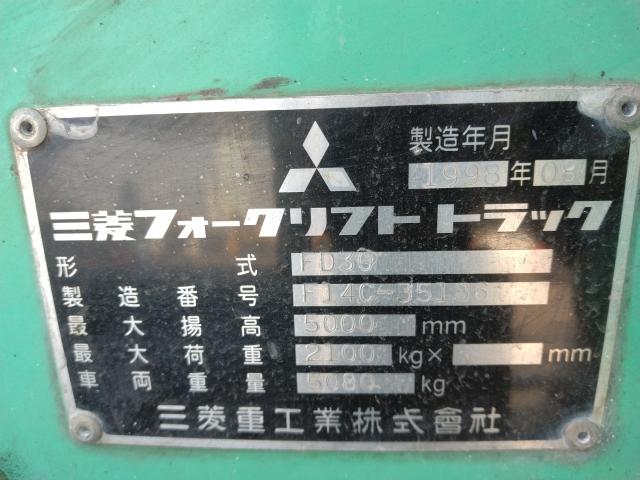 製造年月
1998年03月
三菱フォークリフトトラック
形式 FD30
製造番号 F14C-35136
最大揚高 5000 mm
最大荷重 2100 kg× mm
車両重量 kg
三菱重工業株式會社